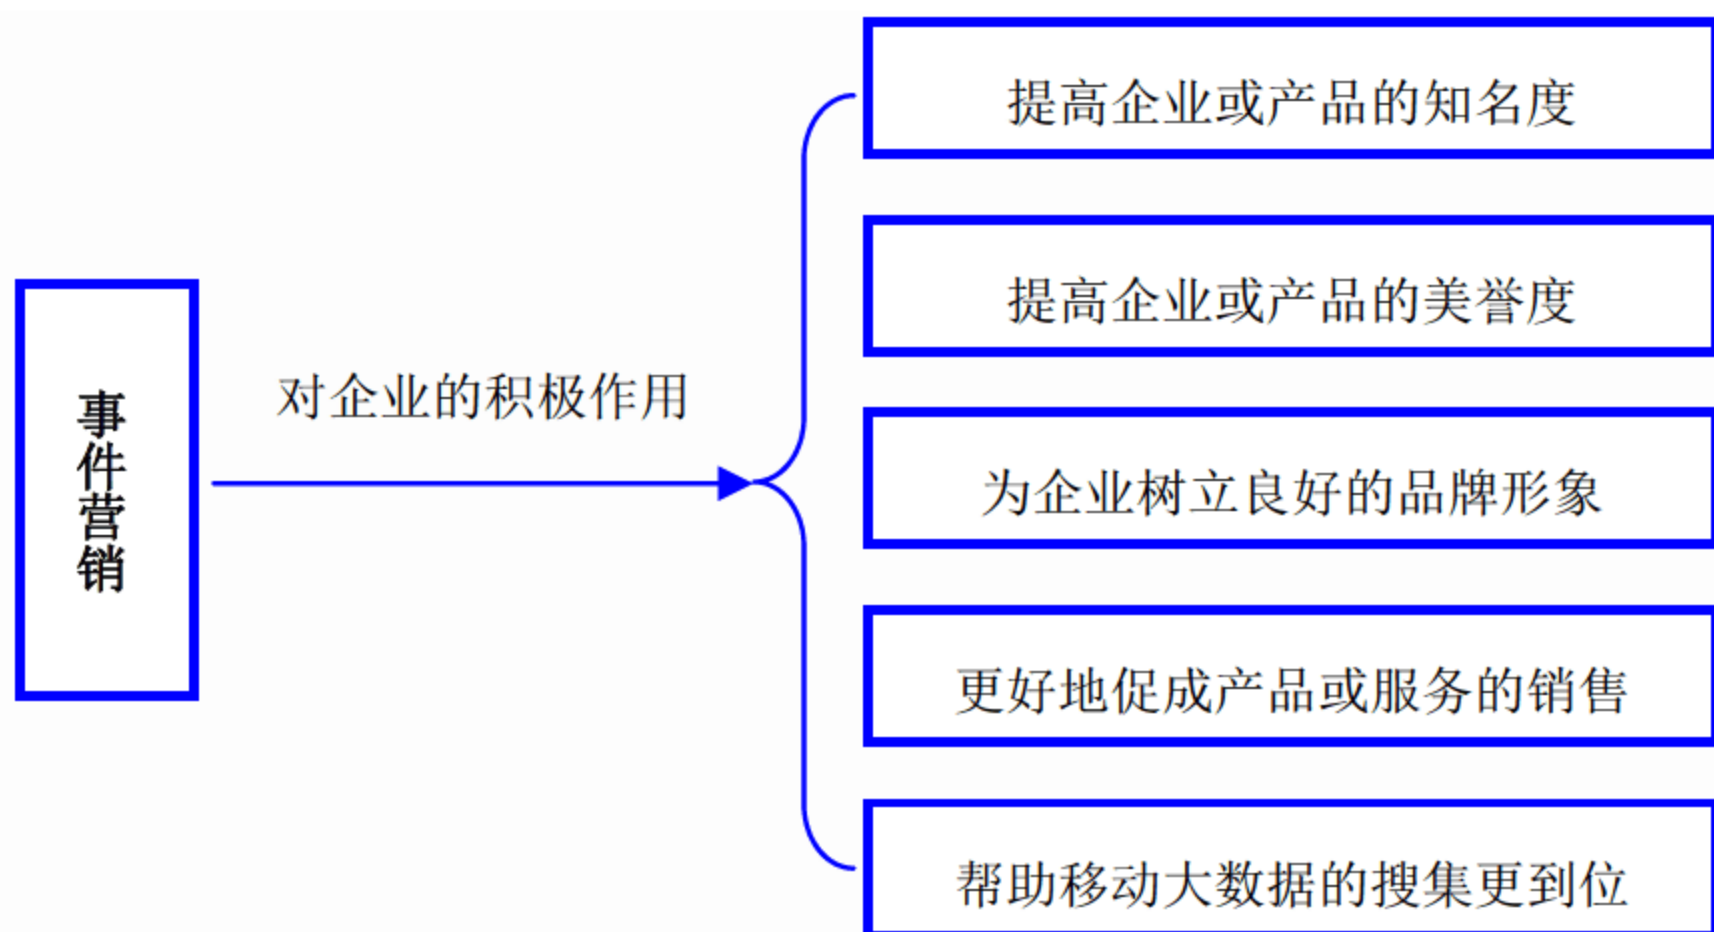 事件营销
对企业的积极作用
提高企业或产品的知名度
提高企业或产品的美誉度
为企业树立良好的品牌形象
更好地促成产品或服务的销售
帮助移动大数据的搜集更到位